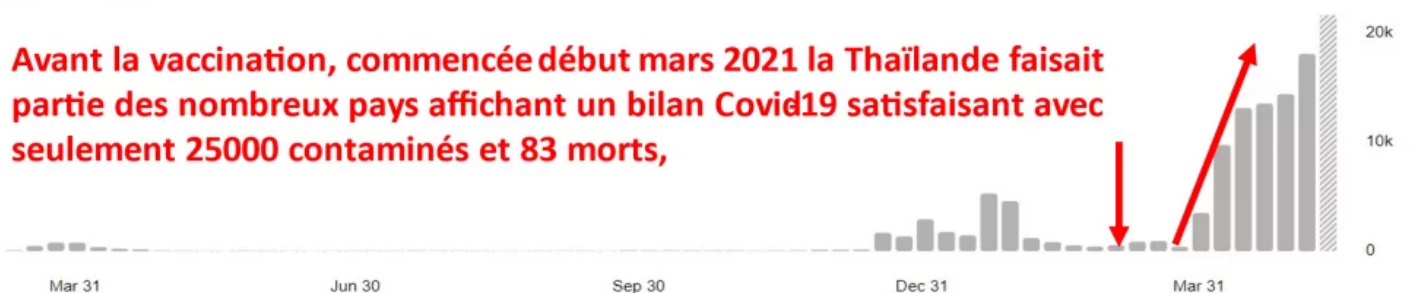 20k
Avant la vaccination, commencée début mars 2021 la Thaïlande faisait
partie des nombreux pays affichant un bilan Covid-19 satisfaisant avec
seulement 25000 contaminés et 83 morts,
10k
0
Mar 31 Jun 30 Sep 30 Dec 31 Mar 31